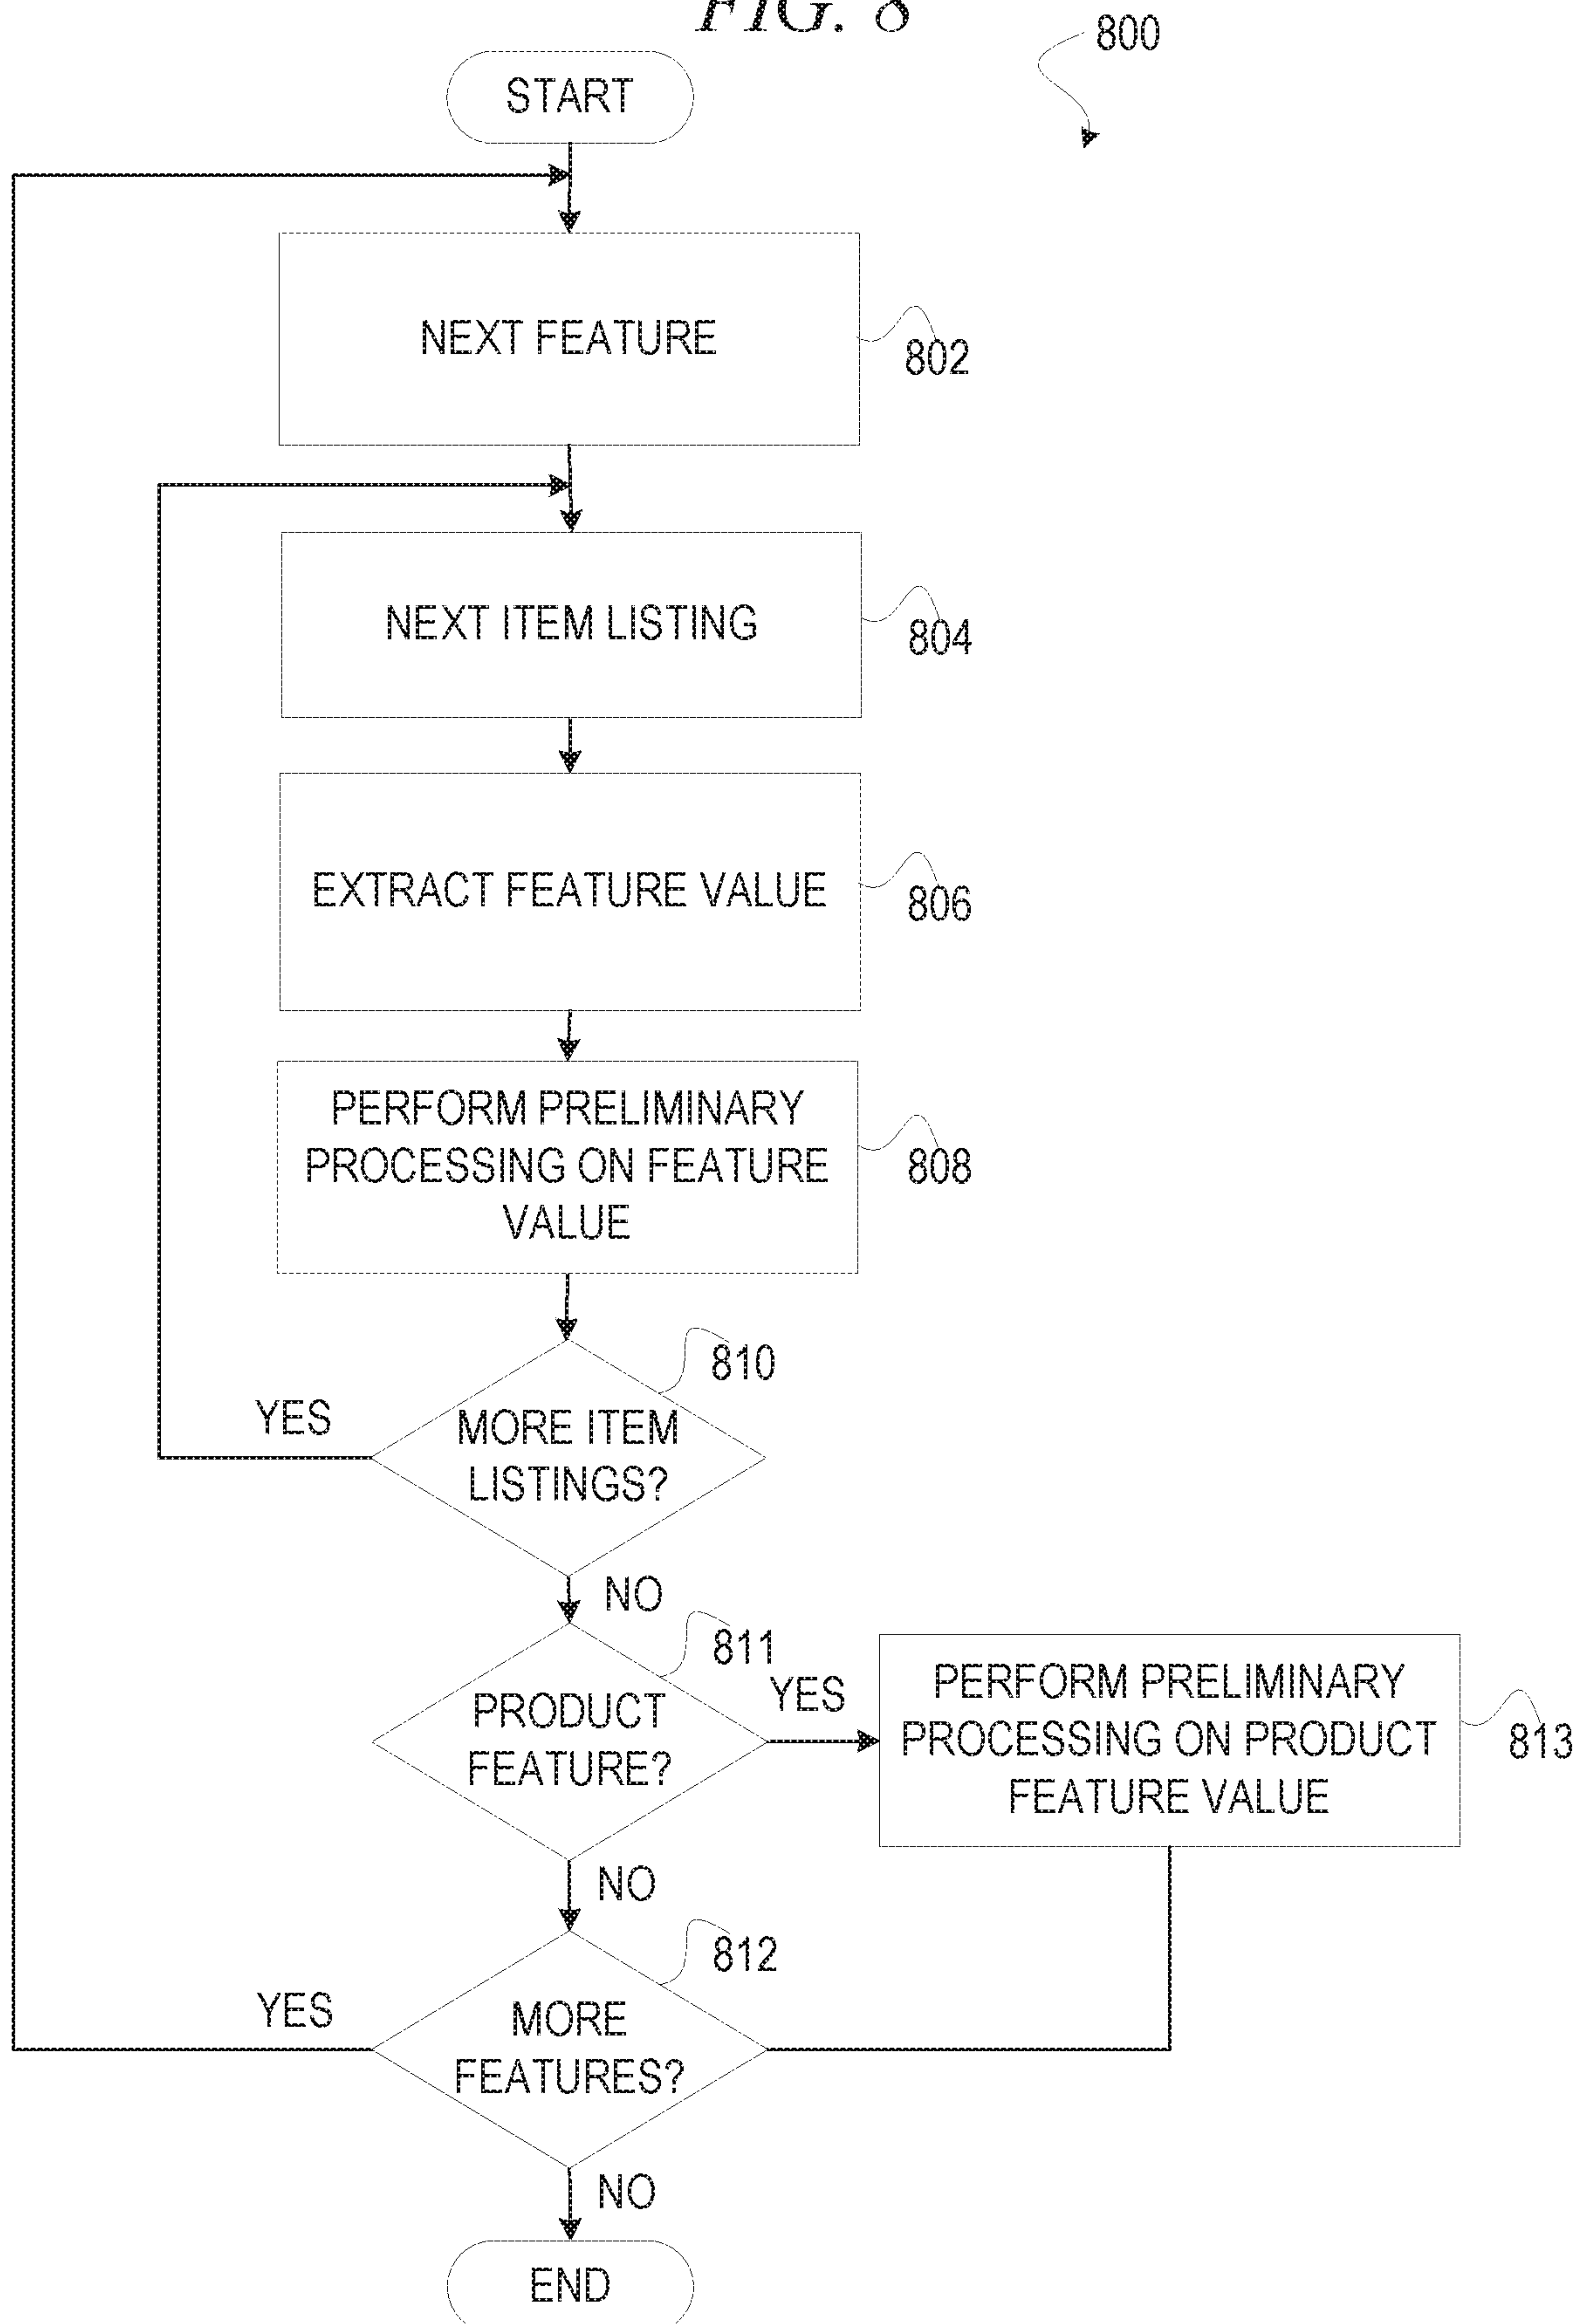 FIG. 8
800
START
NEXT FEATURE
802
NEXT ITEM LISTING
804
EXTRACT FEATURE VALUE
806
PERFORM PRELIMINARY
PROCESSING ON FEATURE
VALUE
808
810
YES
MORE ITEM
LISTINGS?
NO
811
PRODUCT
FEATURE?
YES
PERFORM PRELIMINARY
PROCESSING ON PRODUCT
FEATURE VALUE
813
NO
812
YES
MORE
FEATURES?
NO
END